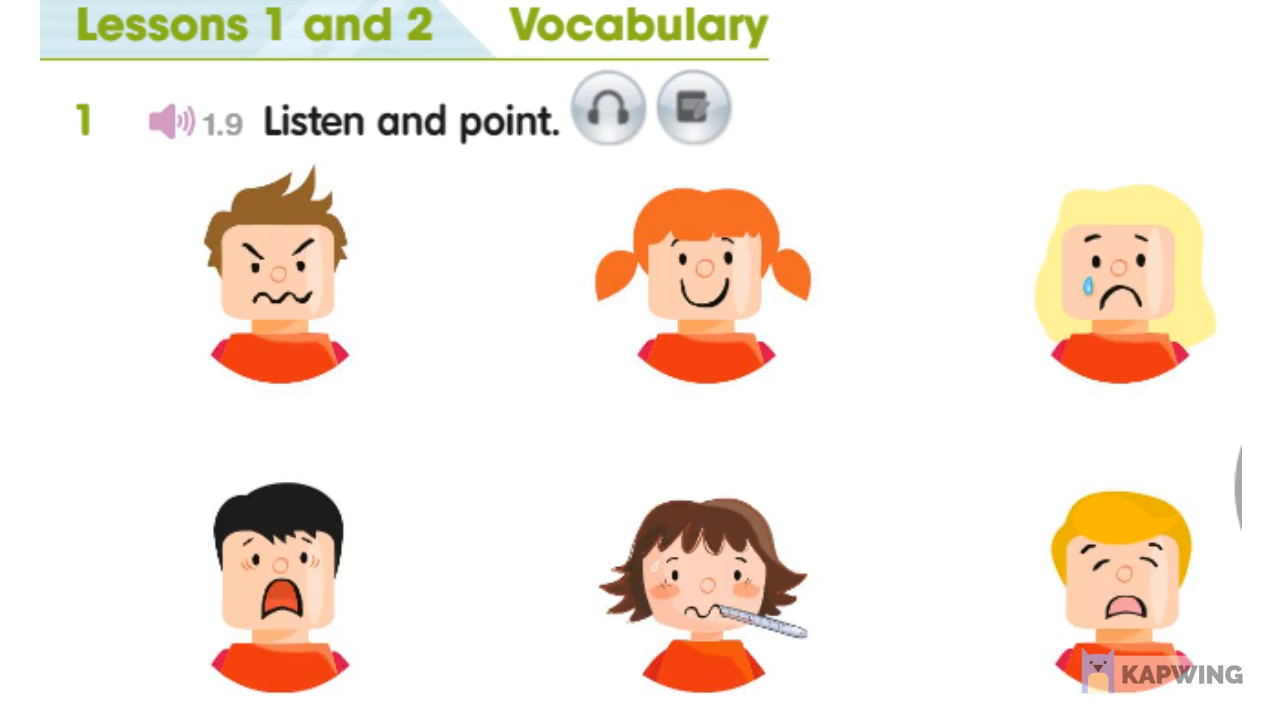 Lessons 1 and 2 Vocabulary
1 1.9 Listen and point.
KAPWING